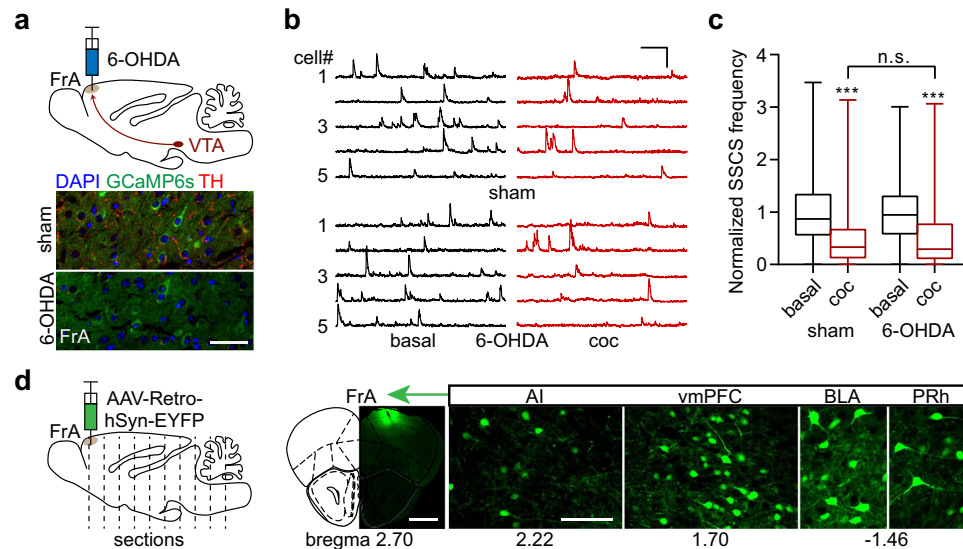 a
6-OHDA
FrA
VTA
DAPI GCaMP6s TH
sham
6-OHDA
FrA
b
cell#
1
3
5
sham
1
3
5
basal 6-OHDA coc
c
Normalized SSCS frequency
4
3
2
1
0
n.s.
*** ***
basal coc basal coc
sham 6-OHDA
d
AAV-Retro-
hSyn-EYFP
FrA
sections
FrA AI vmPFC BLA PRh
bregma 2.70 2.22 1.70 -1.46